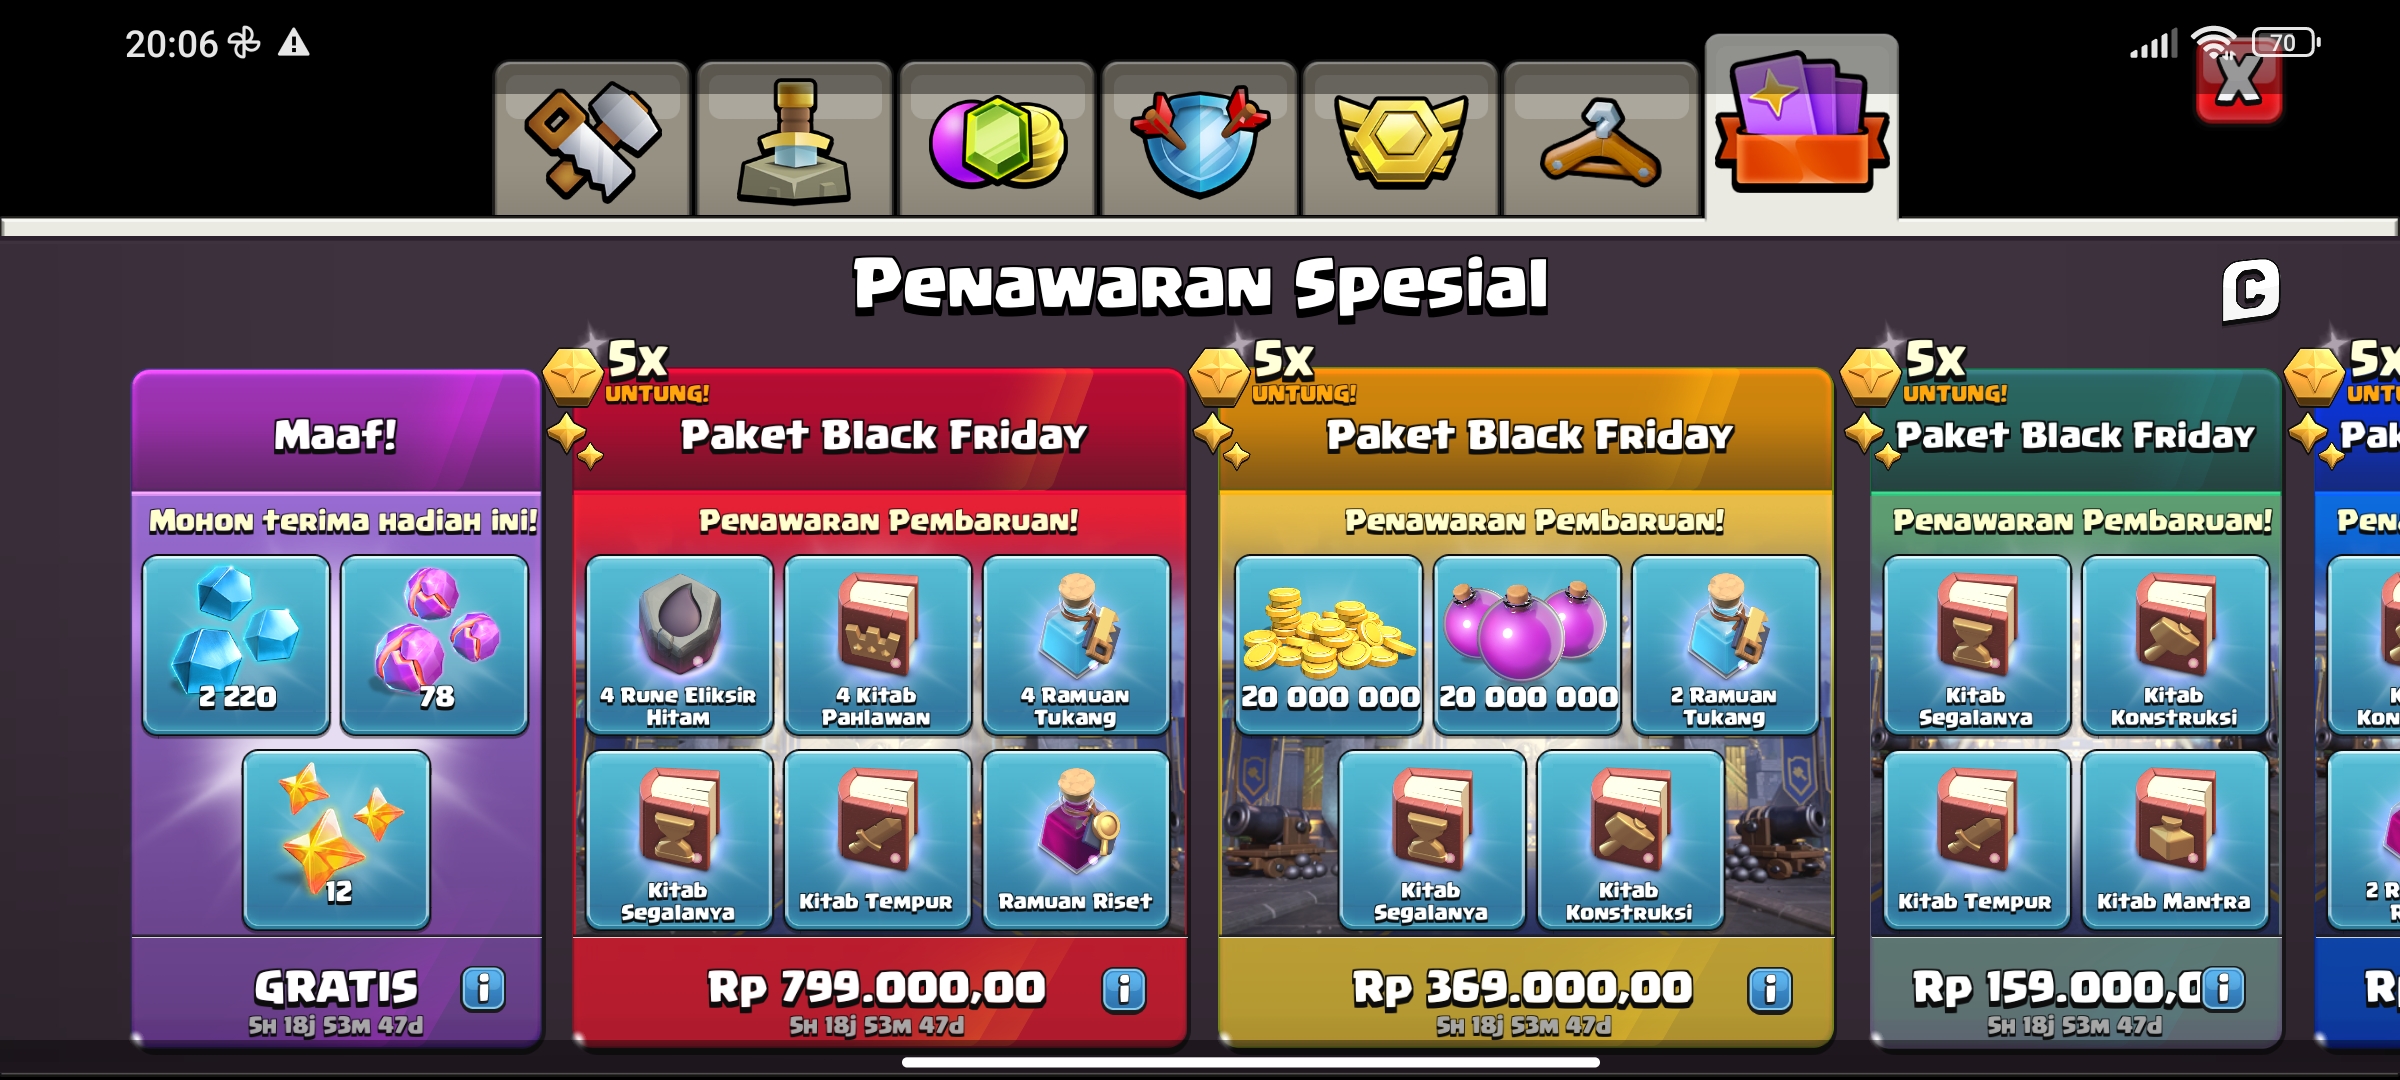 20:06
70
X
Penawaran Spesial
C
Maaf!
Mohon terima hadiah ini!
2 220
78
12
GRATIS
i
5H 18j 53M 47d
5x
UNTUNG!
Paket Black Friday
Penawaran Pembaruan!
4 Rune Eliksir
Hitam
4 Kitab
Pahlawan
4 Ramuan
Tukang
Kitab
Segalanya
Kitab Tempur
Ramuan Riset
Rp 799.000,00
i
5H 18j 53M 47d
5x
UNTUNG!
Paket Black Friday
Penawaran Pembaruan!
20 000 000
20 000 000
2 Ramuan
Tukang
Kitab
Segalanya
Kitab
Konstruksi
Rp 369.000,00
i
5H 18j 53M 47d
5x
UNTUNG!
Paket Black Friday
Penawaran Pembaruan!
Kitab
Segalanya
Kitab
Konstruksi
Kitab Tempur
Kitab Mantra
Rp 159.000,0
i
5H 18j 53M 47d
5x